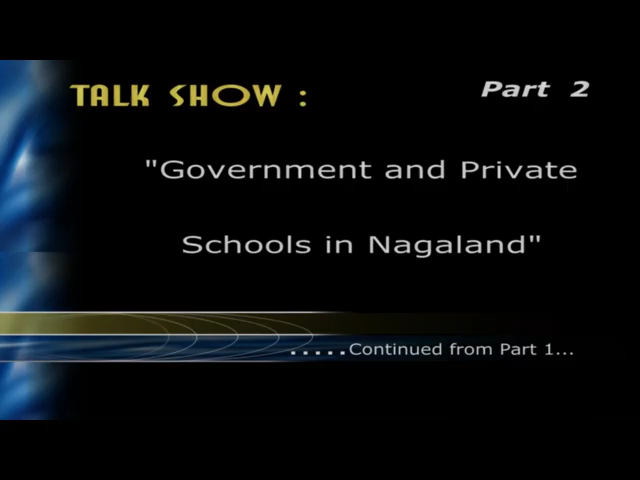 TALK SHOW :
Part 2
"Government and Private
Schools in Nagaland"
.....Continued from Part 1...